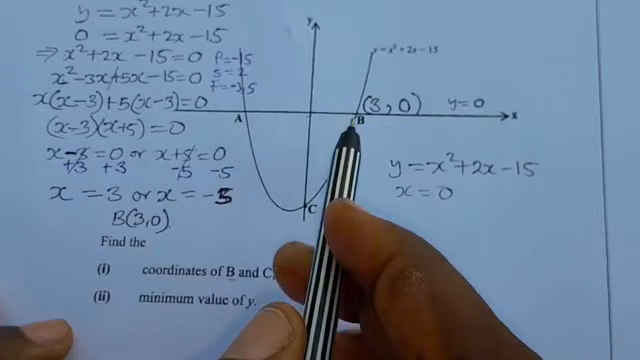 y = x²+2x-15
0 = x²+2x-15
⇒ x²+2x-15=0
P=-15
x²-3x+5x-15=0
S=2
F=-3,5
x(x-3)+5(x-3)=0
(x-3)(x+5)=0
x-3=0 or x+5=0
+3 +3 -5 -5
x = 3 or x = -5
B(3,0)
y
y = x² + 2x - 15
(3, 0)
y=0
x
A
B
C
y = x²+2x-15
x = 0
Find the
(i) coordinates of B and C,
(ii) minimum value of y.